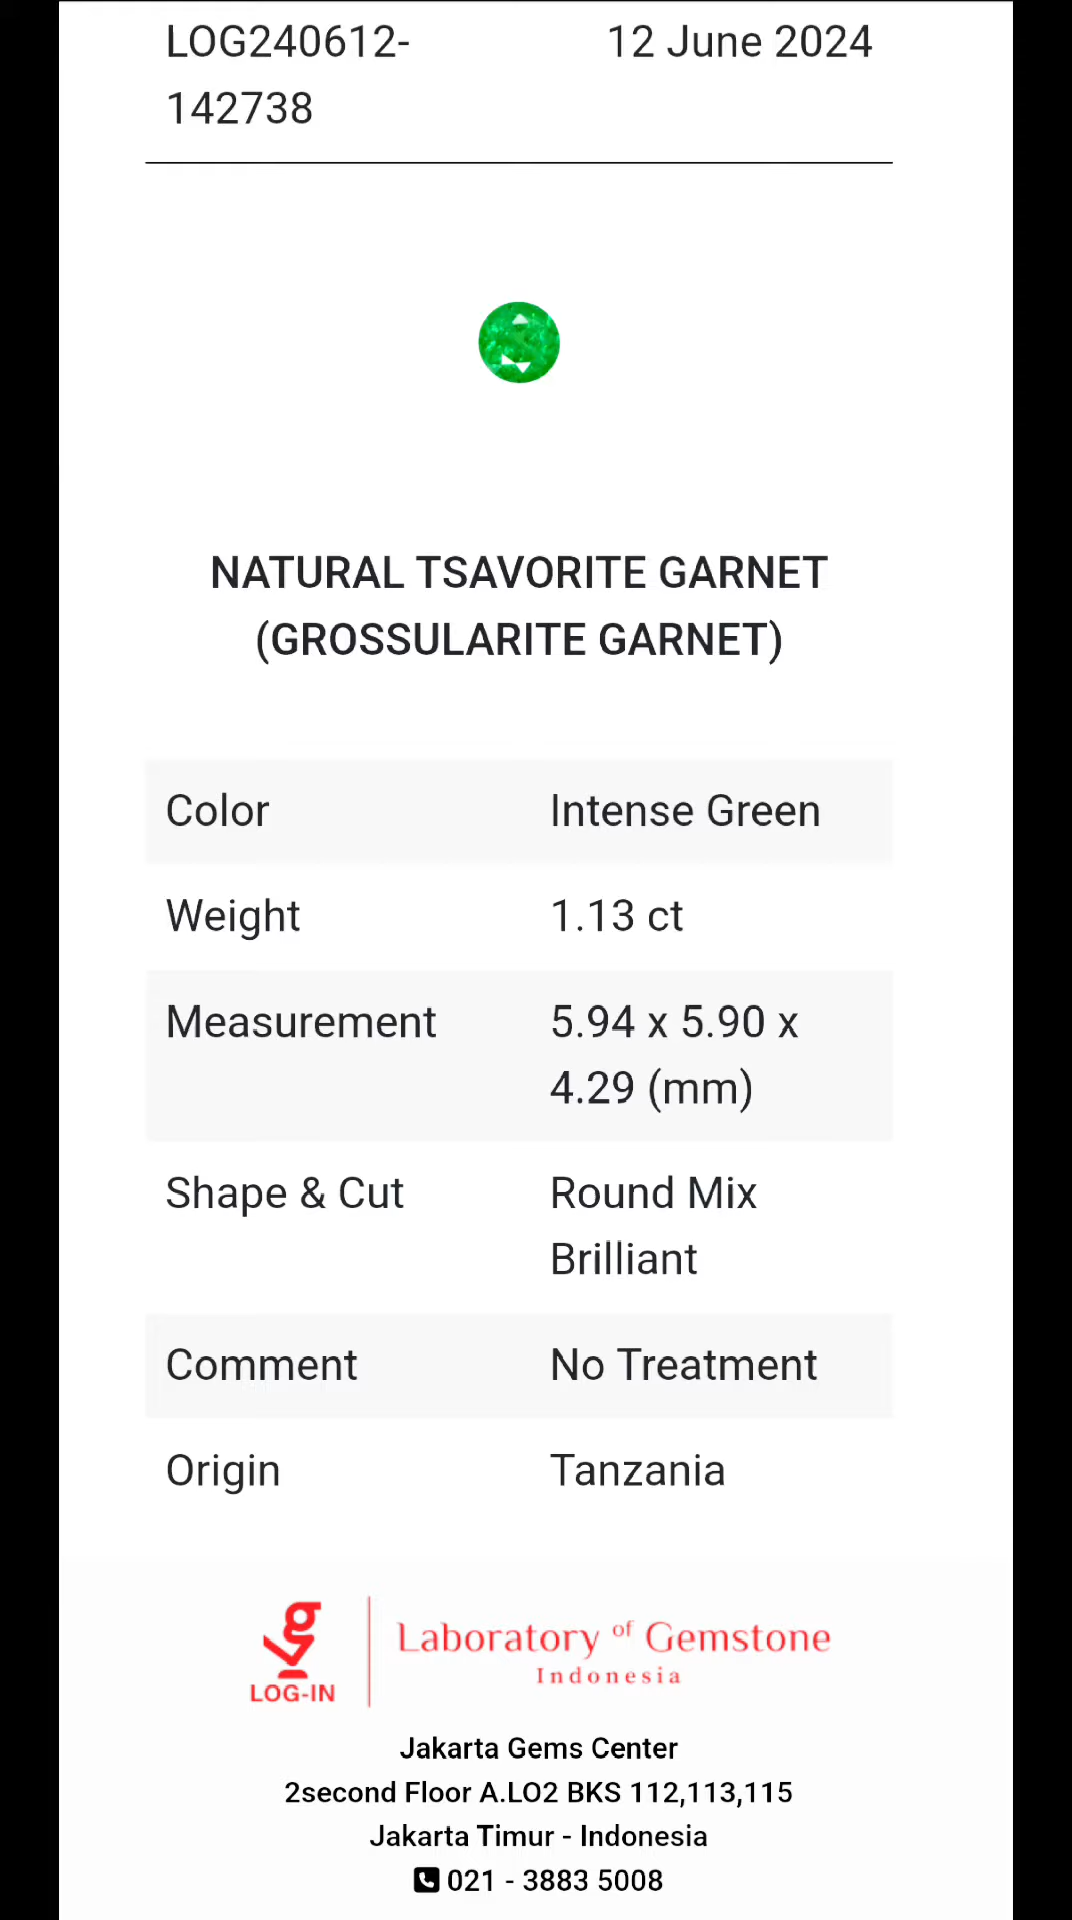 LOG240612-
142738
12 June 2024
NATURAL TSAVORITE GARNET
(GROSSULARITE GARNET)
Color
Intense Green
Weight
1.13 ct
Measurement
5.94 x 5.90 x
4.29 (mm)
Shape & Cut
Round Mix
Brilliant
Comment
No Treatment
Origin
Tanzania
LOG-IN
Laboratory of Gemstone
Indonesia
Jakarta Gems Center
2second Floor A.LO2 BKS 112,113,115
Jakarta Timur - Indonesia
021 - 3883 5008